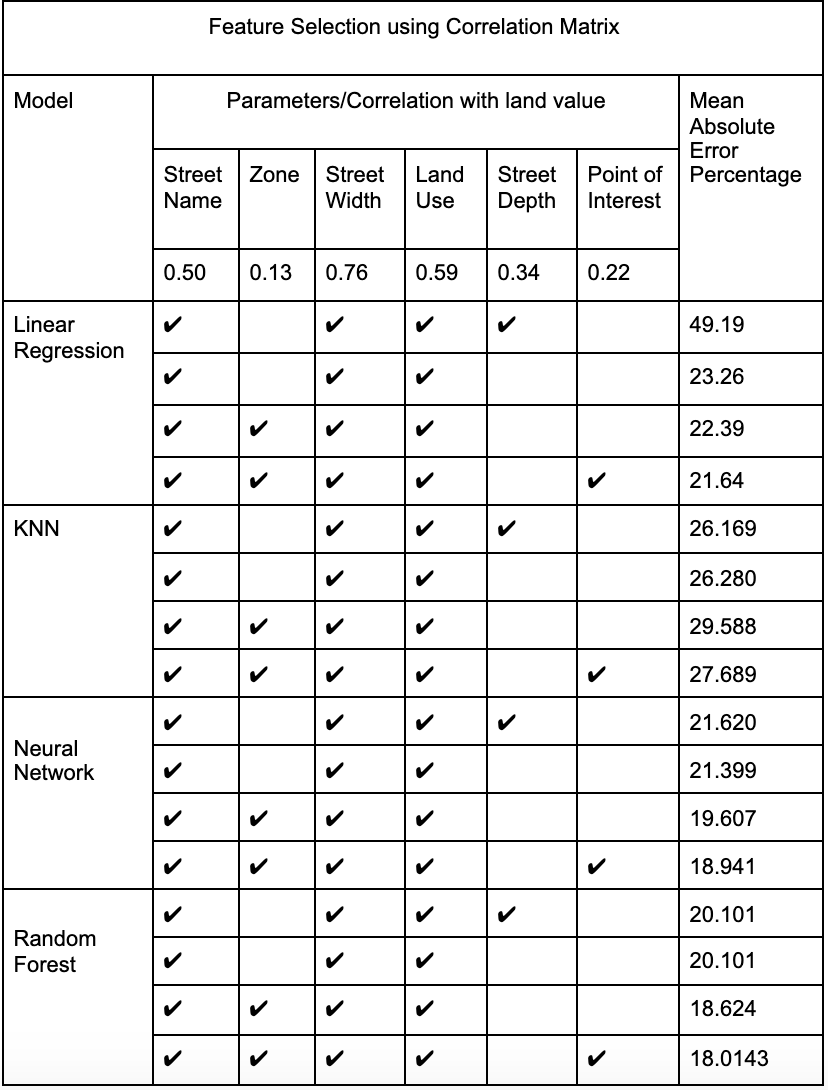 Feature Selection using Correlation Matrix
Model
Parameters/Correlation with land value
Mean
Absolute
Error
Percentage
Street
Name
Zone
Street
Width
Land
Use
Street
Depth
Point of
Interest
0.50 0.13 0.76 0.59 0.34 0.22
Linear
Regression
✔ ✔ ✔ ✔ 49.19
✔ ✔ ✔ 23.26
✔ ✔ ✔ ✔ 22.39
✔ ✔ ✔ ✔ ✔ 21.64
KNN
✔ ✔ ✔ ✔ 26.169
✔ ✔ ✔ 26.280
✔ ✔ ✔ ✔ 29.588
✔ ✔ ✔ ✔ ✔ 27.689
Neural
Network
✔ ✔ ✔ ✔ 21.620
✔ ✔ ✔ 21.399
✔ ✔ ✔ ✔ 19.607
✔ ✔ ✔ ✔ ✔ 18.941
Random
Forest
✔ ✔ ✔ ✔ 20.101
✔ ✔ ✔ 20.101
✔ ✔ ✔ ✔ 18.624
✔ ✔ ✔ ✔ ✔ 18.0143